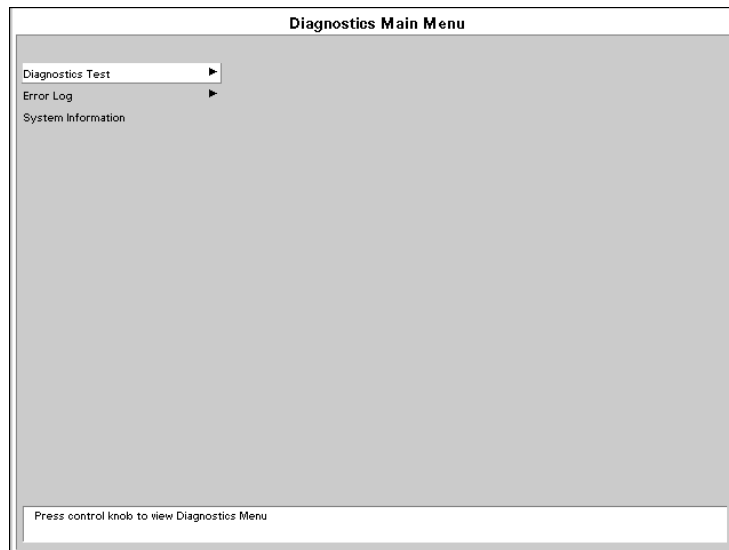 Diagnostics Main Menu
Diagnostics Test
Error Log
System Information
Press control knob to view Diagnostics Menu